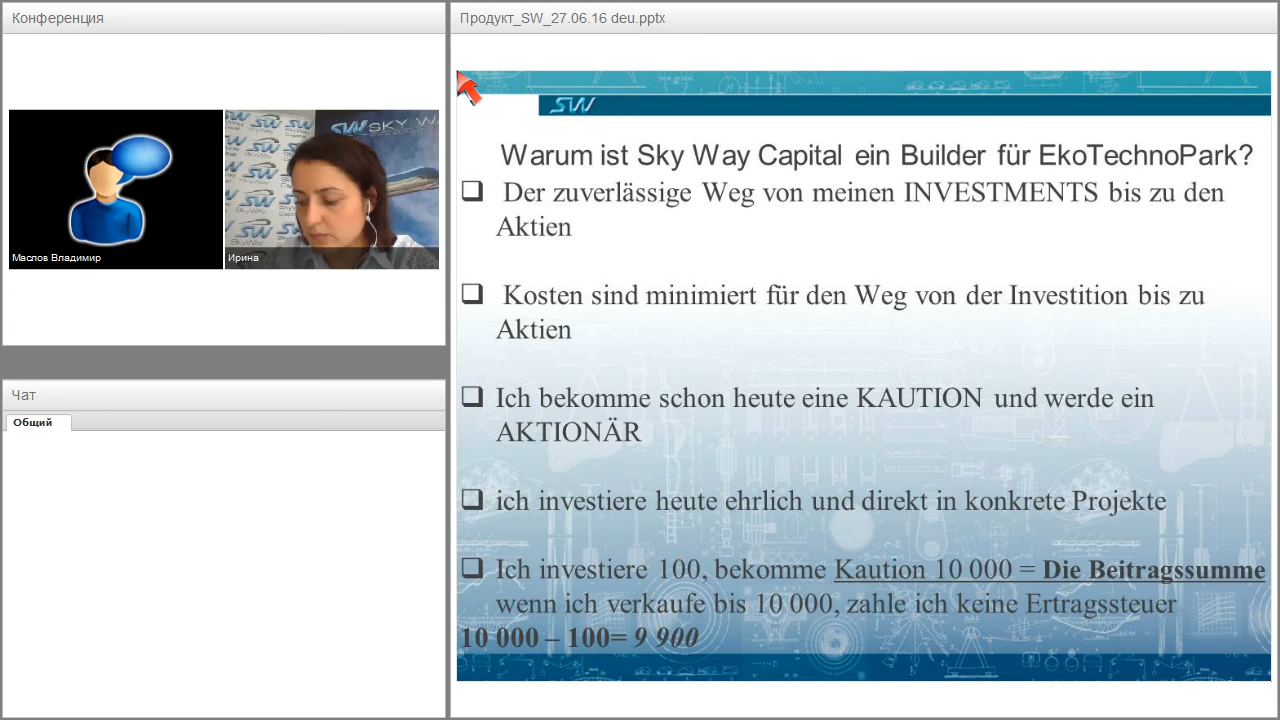 Конференция
Маслов Владимир
Ирина
SKY W
Чат
Общий
Продукт_SW_27.06.16 deu.pptx
SW
Warum ist Sky Way Capital ein Builder für EkoTechnoPark?
Der zuverlässige Weg von meinen INVESTMENTS bis zu den
Aktien
Kosten sind minimiert für den Weg von der Investition bis zu
Aktien
Ich bekomme schon heute eine KAUTION und werde ein
AKTIONÄR
ich investiere heute ehrlich und direkt in konkrete Projekte
Ich investiere 100, bekomme Kaution 10 000 = Die Beitragssumme
wenn ich verkaufe bis 10 000, zahle ich keine Ertragssteuer
10 000 – 100= 9 900